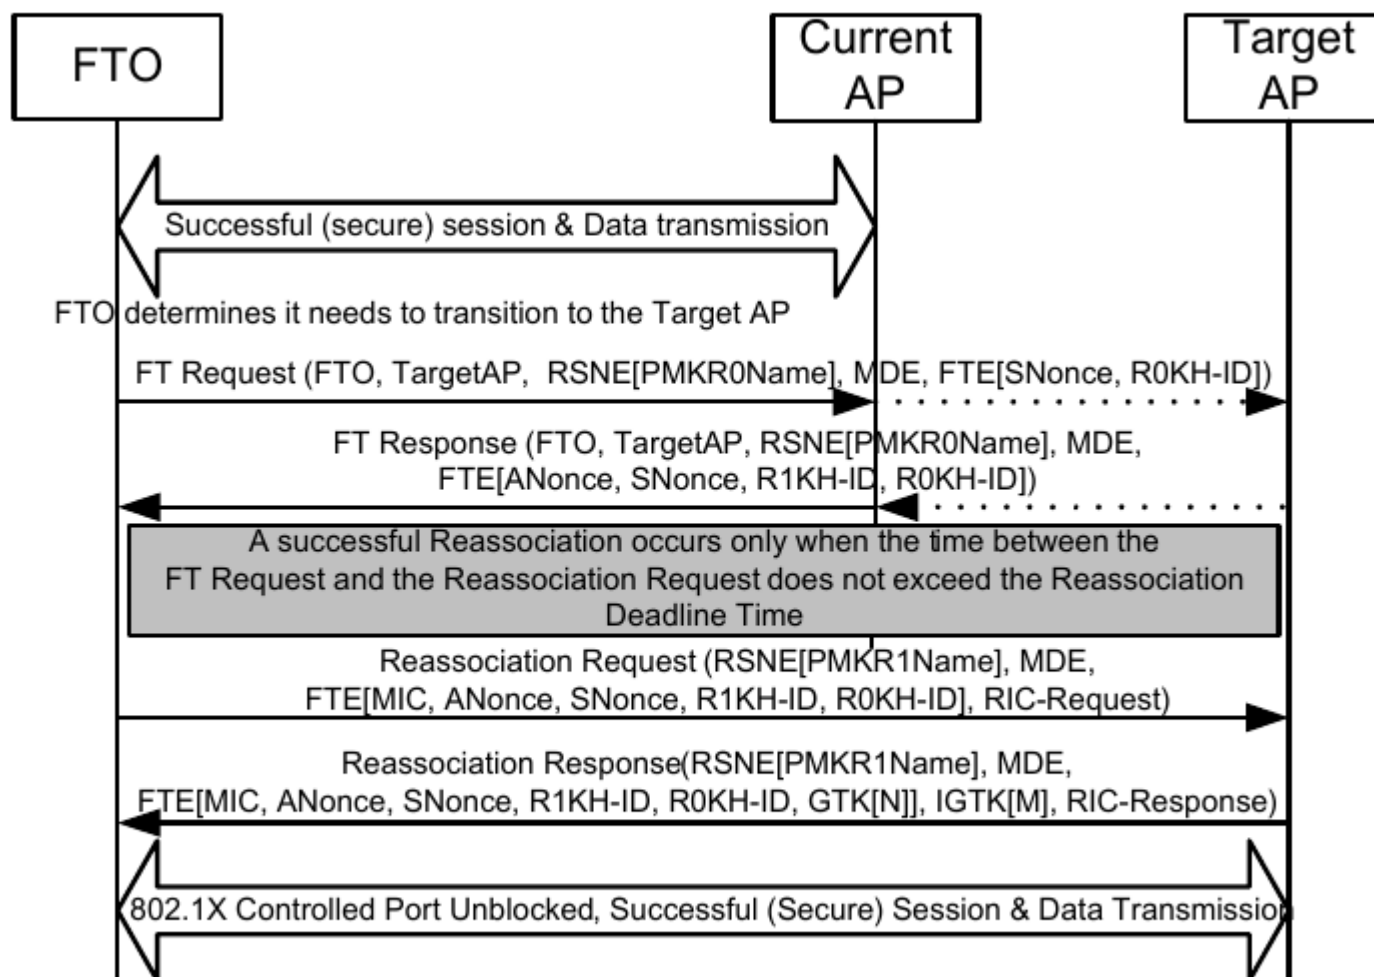 FTO
Current
AP
Target
AP
Successful (secure) session & Data transmission
FTO determines it needs to transition to the Target AP
FT Request (FTO, TargetAP, RSNE[PMKR0Name], MDE, FTE[SNonce, R0KH-ID])
FT Response (FTO, TargetAP, RSNE[PMKR0Name], MDE,
FTE[ANonce, SNonce, R1KH-ID, R0KH-ID])
A successful Reassociation occurs only when the time between the
FT Request and the Reassociation Request does not exceed the Reassociation
Deadline Time
Reassociation Request (RSNE[PMKR1Name], MDE,
FTE[MIC, ANonce, SNonce, R1KH-ID, R0KH-ID], RIC-Request)
Reassociation Response(RSNE[PMKR1Name], MDE,
FTE[MIC, ANonce, SNonce, R1KH-ID, R0KH-ID, GTK[N]], IGTK[M], RIC-Response)
802.1X Controlled Port Unblocked, Successful (Secure) Session & Data Transmission